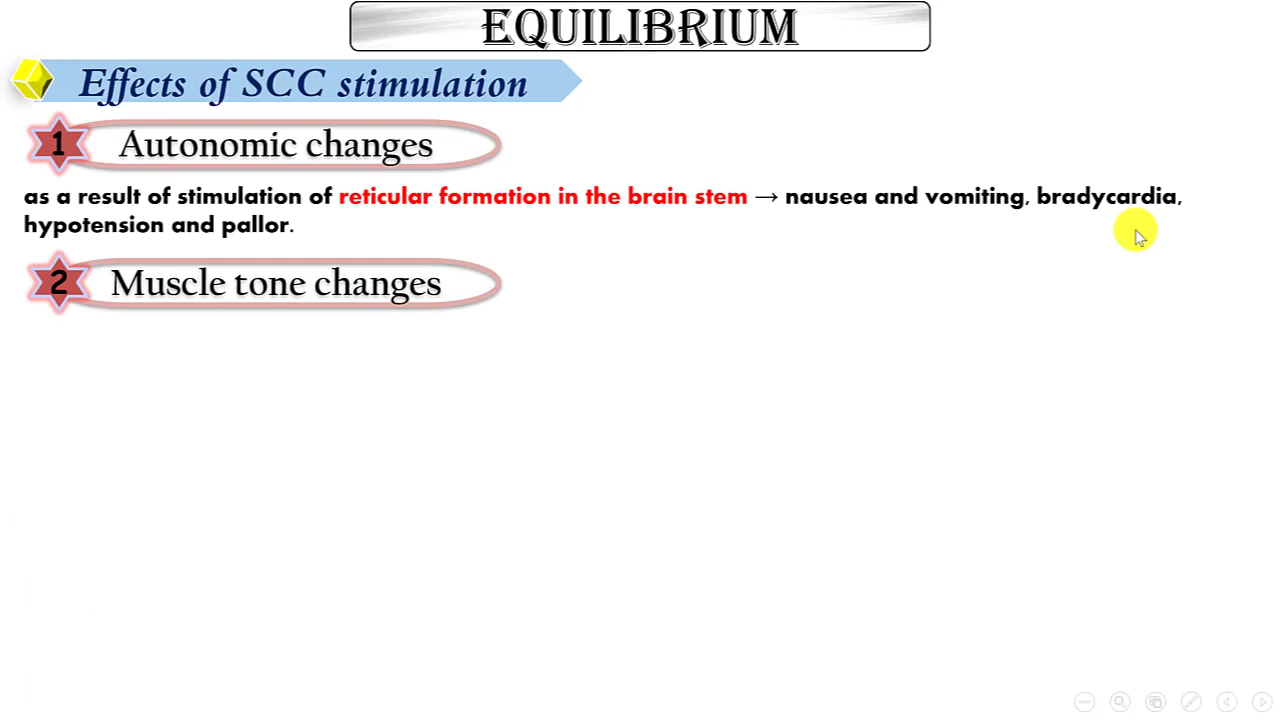 EQUILIBRIUM
Effects of SCC stimulation
1 Autonomic changes
as a result of stimulation of reticular formation in the brain stem → nausea and vomiting, bradycardia,
hypotension and pallor.
2 Muscle tone changes